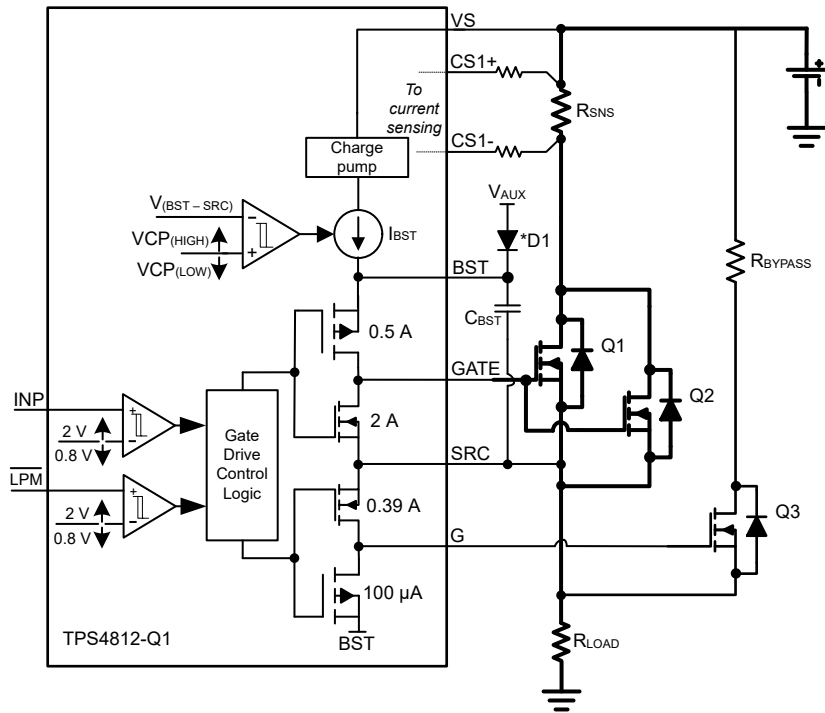 VS
CS1+
To
current
sensing
RSNS
+
-
CS1-
Charge
pump
V(BST – SRC)
VAUX
-
*D1
VCP(HIGH)
+
IBST
VCP(LOW)
BST
RBYPASS
CBST
0.5 A
Q1
GATE
INP
+
2 A
Q2
2 V
-
0.8 V
Gate
Drive
Control
Logic
SRC
LPM
+
0.39 A
2 V
-
0.8 V
Q3
G
100 µA
TPS4812-Q1
BST
RLOAD